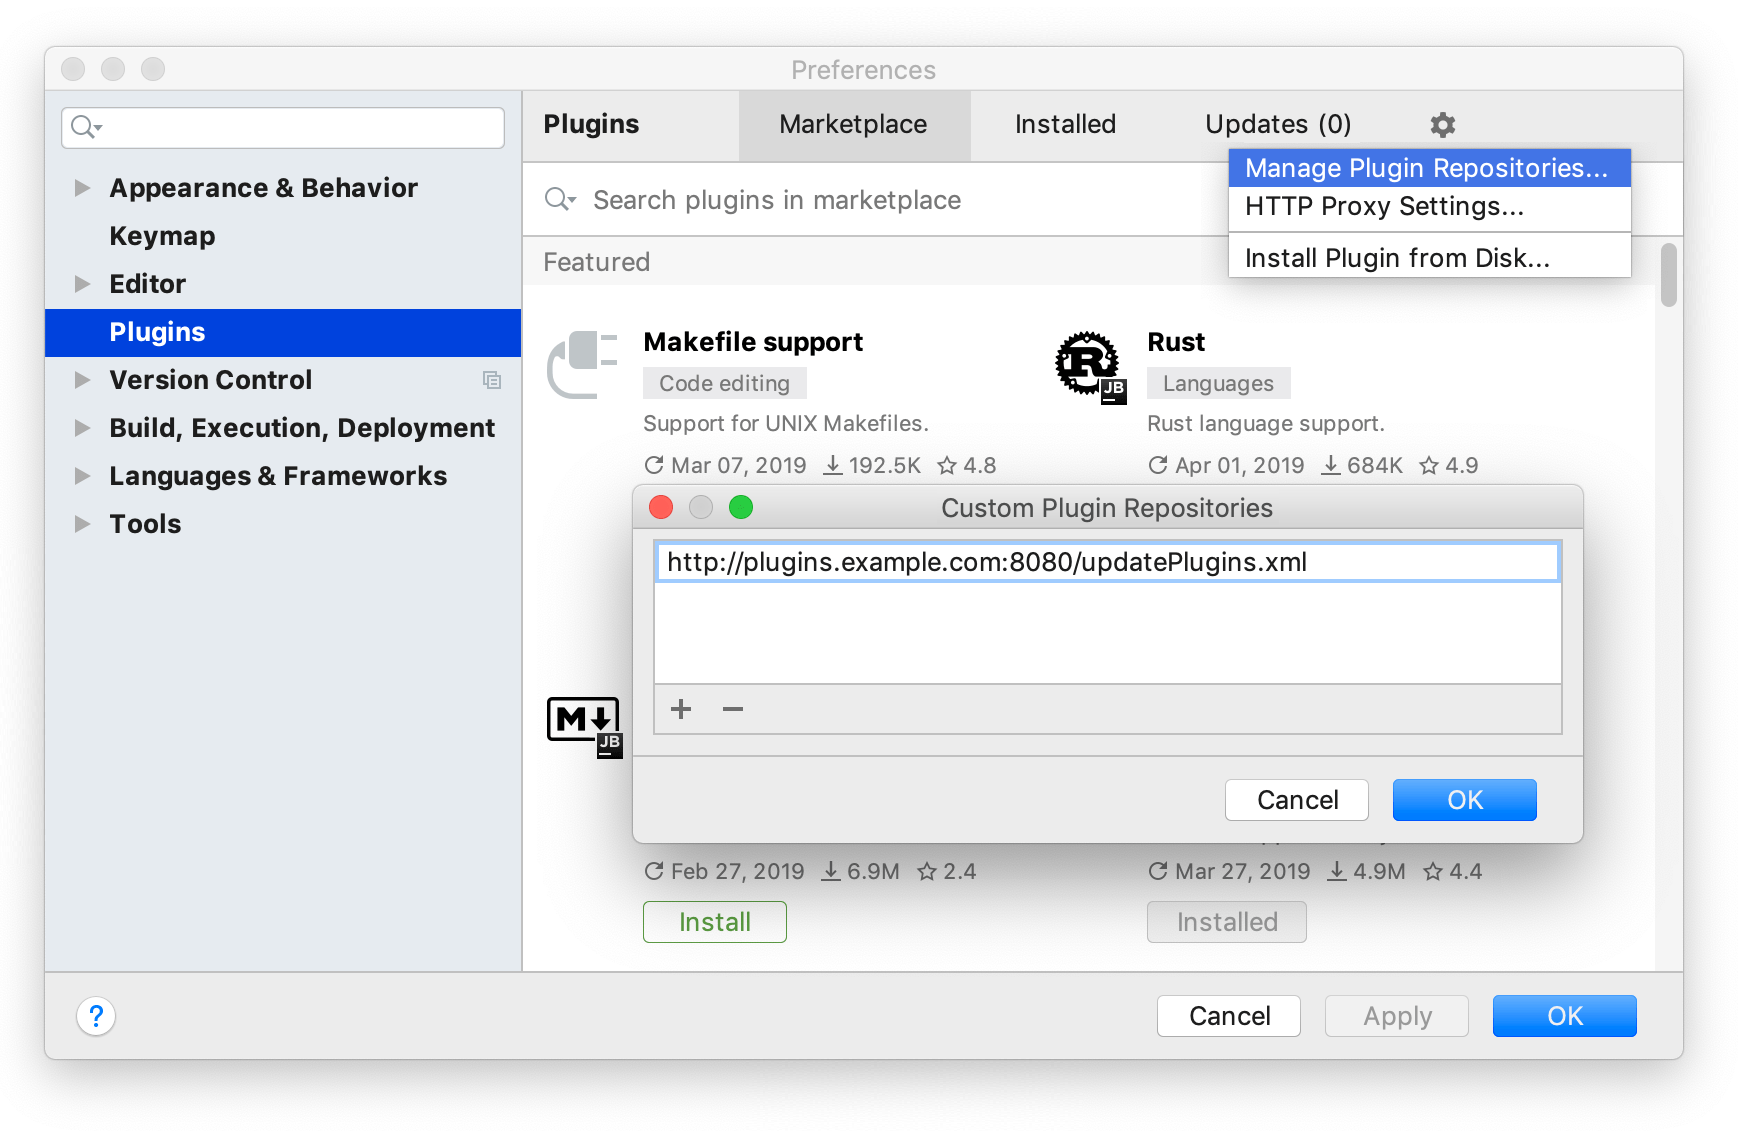 Preferences
Plugins Marketplace Installed Updates (0)
Manage Plugin Repositories...
HTTP Proxy Settings...
Install Plugin from Disk...
Appearance & Behavior
Keymap
Editor
Plugins
Version Control
Build, Execution, Deployment
Languages & Frameworks
Tools
Search plugins in marketplace
Featured
Makefile support
Code editing
Support for UNIX Makefiles.
Mar 07, 2019 192.5K 4.8
Rust
Languages
Rust language support.
Apr 01, 2019 684K 4.9
R
JB
Custom Plugin Repositories
http://plugins.example.com:8080/updatePlugins.xml
+ −
Cancel OK
M
JB
Feb 27, 2019 6.9M 2.4
Install
Mar 27, 2019 4.9M 4.4
Installed
?
Cancel Apply OK